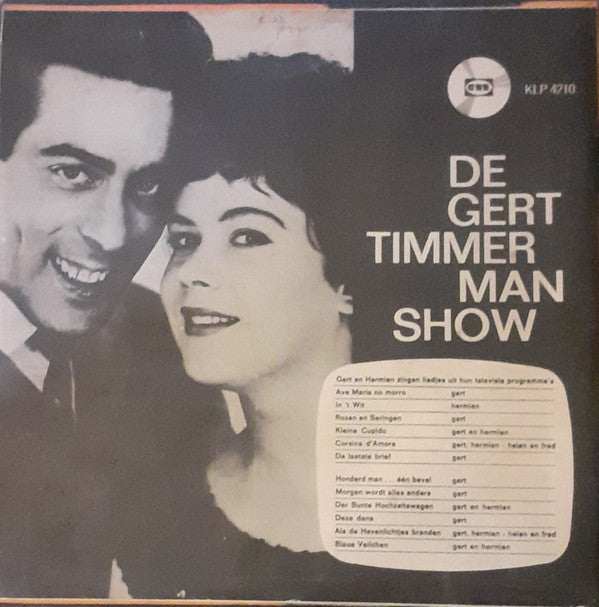 CNR
KLP 4210
DE
GERT
TIMMER
MAN
SHOW
Gert en Hermien zingen liedjes uit hun televisie programma's
Ave Maria no morro gert
In 't Wit hermien
Rozen en Seringen gert
Kleine Cupido gert en hermien
Corsica d'Amore gert, hermien - helen en fred
De laatste brief gert
Honderd man . . . één bevel gert
Morgen wordt alles anders gert
Der Bunte Hochzeitswagen gert en hermien
Deze dans gert
Als de Havenlichtjes branden gert, hermien - helen en fred
Blaue Veilchen gert en hermien